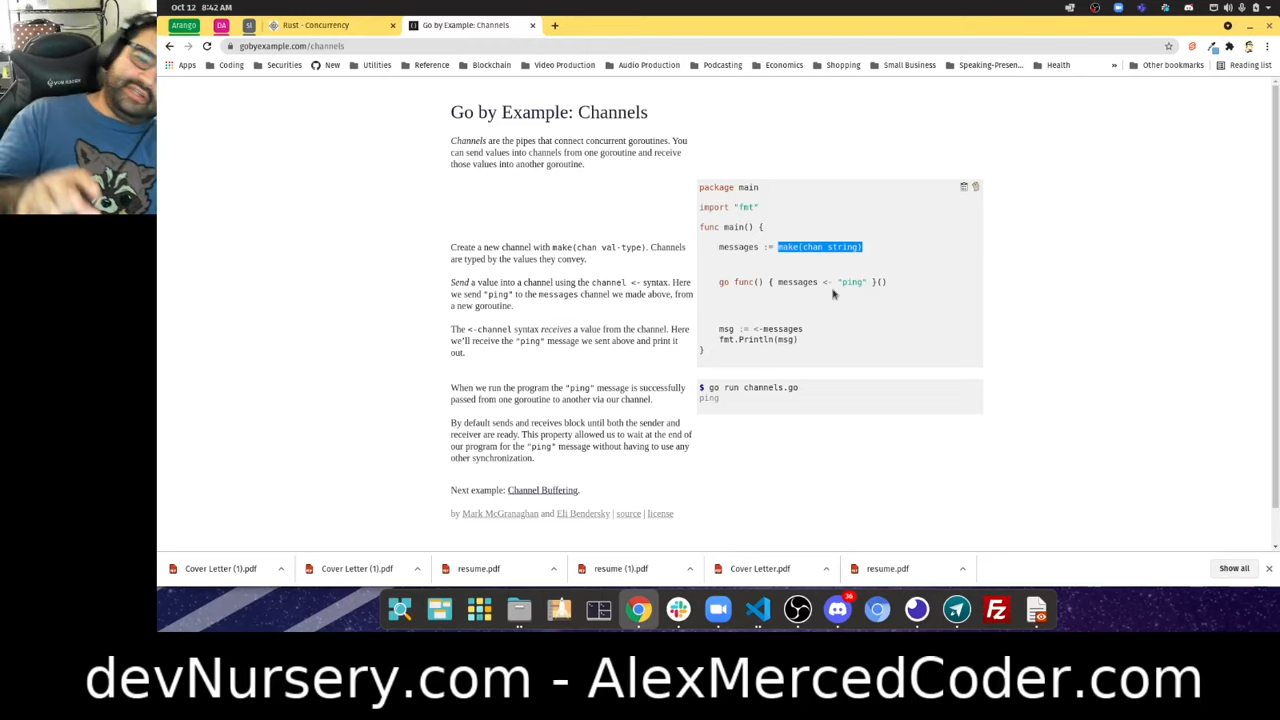 Oct 12 8:42 AM
Arango
DA
SI
Rust - Concurrency
Go by Example: Channels
gobyexample.com/channels
Apps
Coding
Securities
New
Utilities
Reference
Blockchain
Video Production
Audio Production
Podcasting
Economics
Shopping
Small Business
Speaking-Presen...
Health
»
Other bookmarks
Reading list
Go by Example: Channels
Channels are the pipes that connect concurrent goroutines. You
can send values into channels from one goroutine and receive
those values into another goroutine.
package main
import "fmt"
func main() {
Create a new channel with make(chan val-type). Channels
are typed by the values they convey.
messages := make(chan string)
Send a value into a channel using the channel <- syntax. Here
we send "ping" to the messages channel we made above, from
a new goroutine.
go func() { messages <- "ping" }()
The <-channel syntax receives a value from the channel. Here
we'll receive the "ping" message we sent above and print it
out.
msg := <-messages
fmt.Println(msg)
}
When we run the program the "ping" message is successfully
passed from one goroutine to another via our channel.
$ go run channels.go
ping
By default sends and receives block until both the sender and
receiver are ready. This property allowed us to wait at the end of
our program for the "ping" message without having to use any
other synchronization.
Next example: Channel Buffering.
by Mark McGranaghan and Eli Bendersky | source | license
Cover Letter (1).pdf
Cover Letter (1).pdf
resume.pdf
resume (1).pdf
Cover Letter.pdf
resume.pdf
Show all
36
devNursery.com - AlexMercedCoder.com